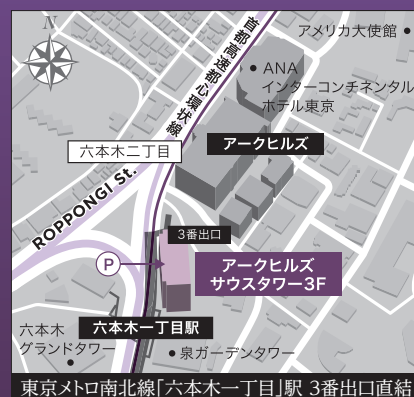 N
アメリカ大使館
首都高速都心環状線
ANA
インターコンチネンタル
ホテル東京
アークヒルズ
六本木二丁目
ROPPONGI St.
3番出口
P
アークヒルズ
サウスタワー3F
六本木
グランドタワー
六本木一丁目駅
泉ガーデンタワー
東京メトロ南北線「六本木一丁目」駅 3番出口直結